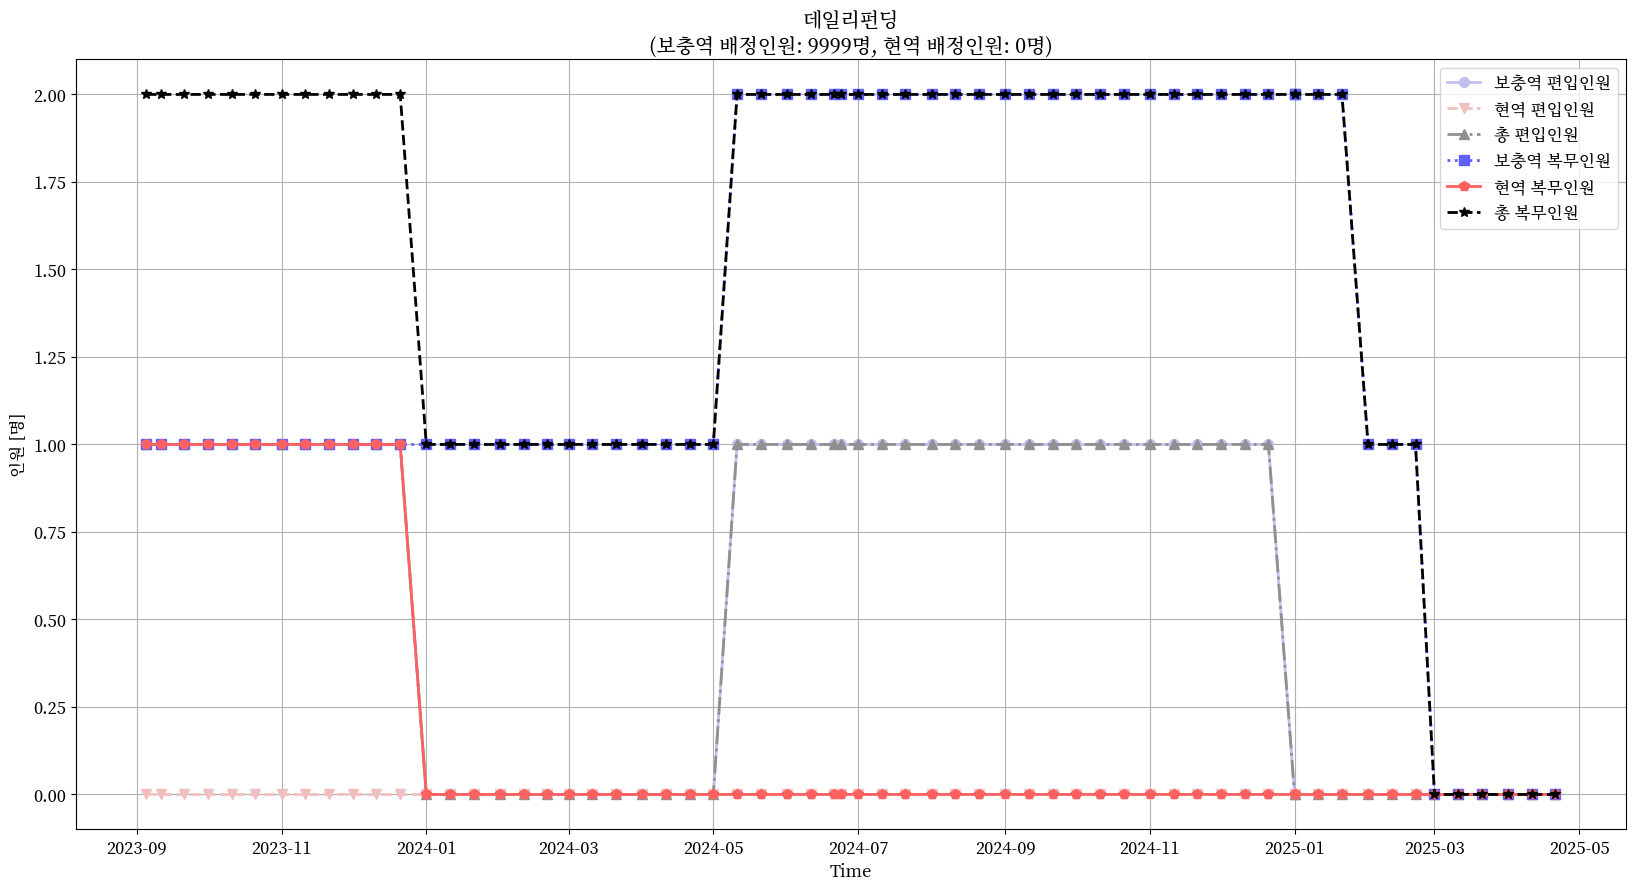 데일리펀딩
(보충역 배정인원: 9999명, 현역 배정인원: 0명)
보충역 편입인원
현역 편입인원
총 편입인원
보충역 복무인원
현역 복무인원
총 복무인원
인원 [명]
2.00
1.75
1.50
1.25
1.00
0.75
0.50
0.25
0.00
2023-09
2023-11
2024-01
2024-03
2024-05
2024-07
2024-09
2024-11
2025-01
2025-03
2025-05
Time